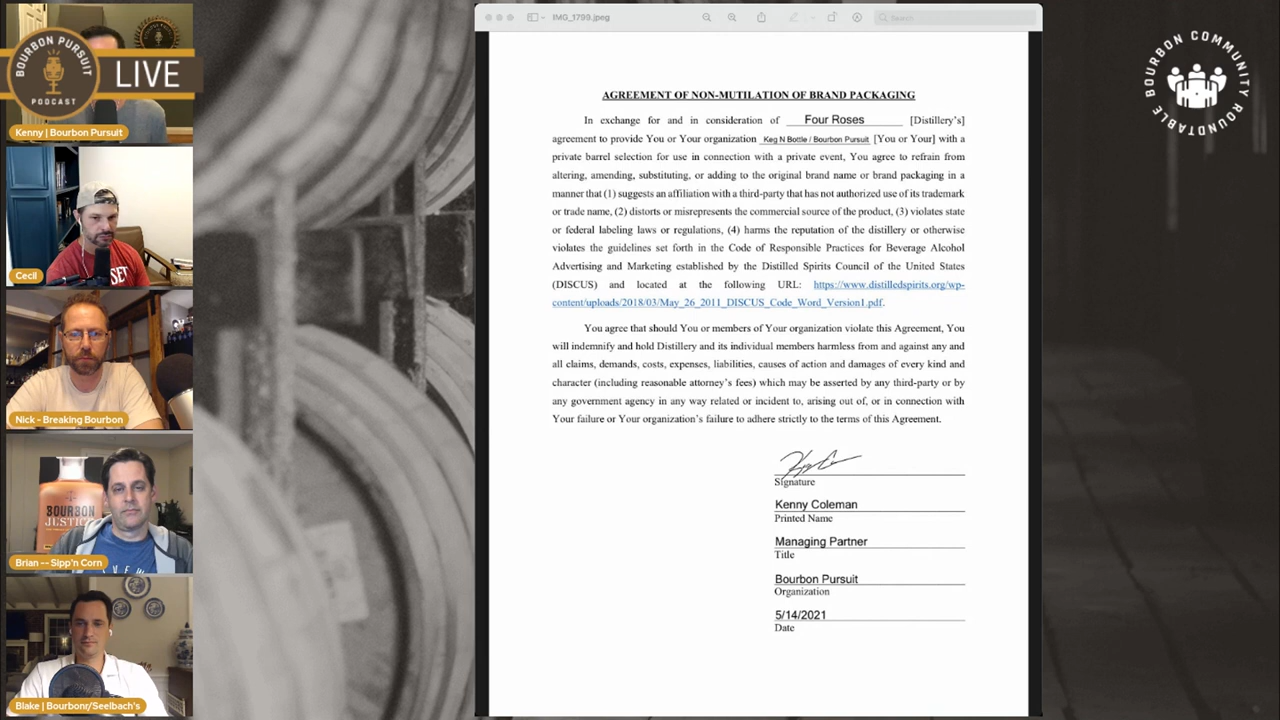 BOURBON PURSUIT
PODCAST
LIVE
Kenny | Bourbon Pursuit
Cecil
Nick - Breaking Bourbon
BOURBON
JUSTIC
Brian -- Sipp'n Corn
Blake | Bourbonr/Seelbach's
IMG_1799.jpeg
Search
AGREEMENT OF NON-MUTILATION OF BRAND PACKAGING
In exchange for and in consideration of Four Roses [Distillery's]
agreement to provide You or Your organization Keg N Bottle / Bourbon Pursuit [You or Your] with a
private barrel selection for use in connection with a private event, You agree to refrain from
altering, amending, substituting, or adding to the original brand name or brand packaging in a
manner that (1) suggests an affiliation with a third-party that has not authorized use of its trademark
or trade name, (2) distorts or misrepresents the commercial source of the product, (3) violates state
or federal labeling laws or regulations, (4) harms the reputation of the distillery or otherwise
violates the guidelines set forth in the Code of Responsible Practices for Beverage Alcohol
Advertising and Marketing established by the Distilled Spirits Council of the United States
(DISCUS) and located at the following URL: https://www.distilledspirits.org/wp-
content/uploads/2018/03/May_26_2011_DISCUS_Code_Word_Version1.pdf.
You agree that should You or members of Your organization violate this Agreement, You
will indemnify and hold Distillery and its individual members harmless from and against any and
all claims, demands, costs, expenses, liabilities, causes of action and damages of every kind and
character (including reasonable attorney's fees) which may be asserted by any third-party or by
any government agency in any way related or incident to, arising out of, or in connection with
Your failure or Your organization's failure to adhere strictly to the terms of this Agreement.
Signature
Kenny Coleman
Printed Name
Managing Partner
Title
Bourbon Pursuit
Organization
5/14/2021
Date
BOURBON COMMUNITY
ROUNDTABLE